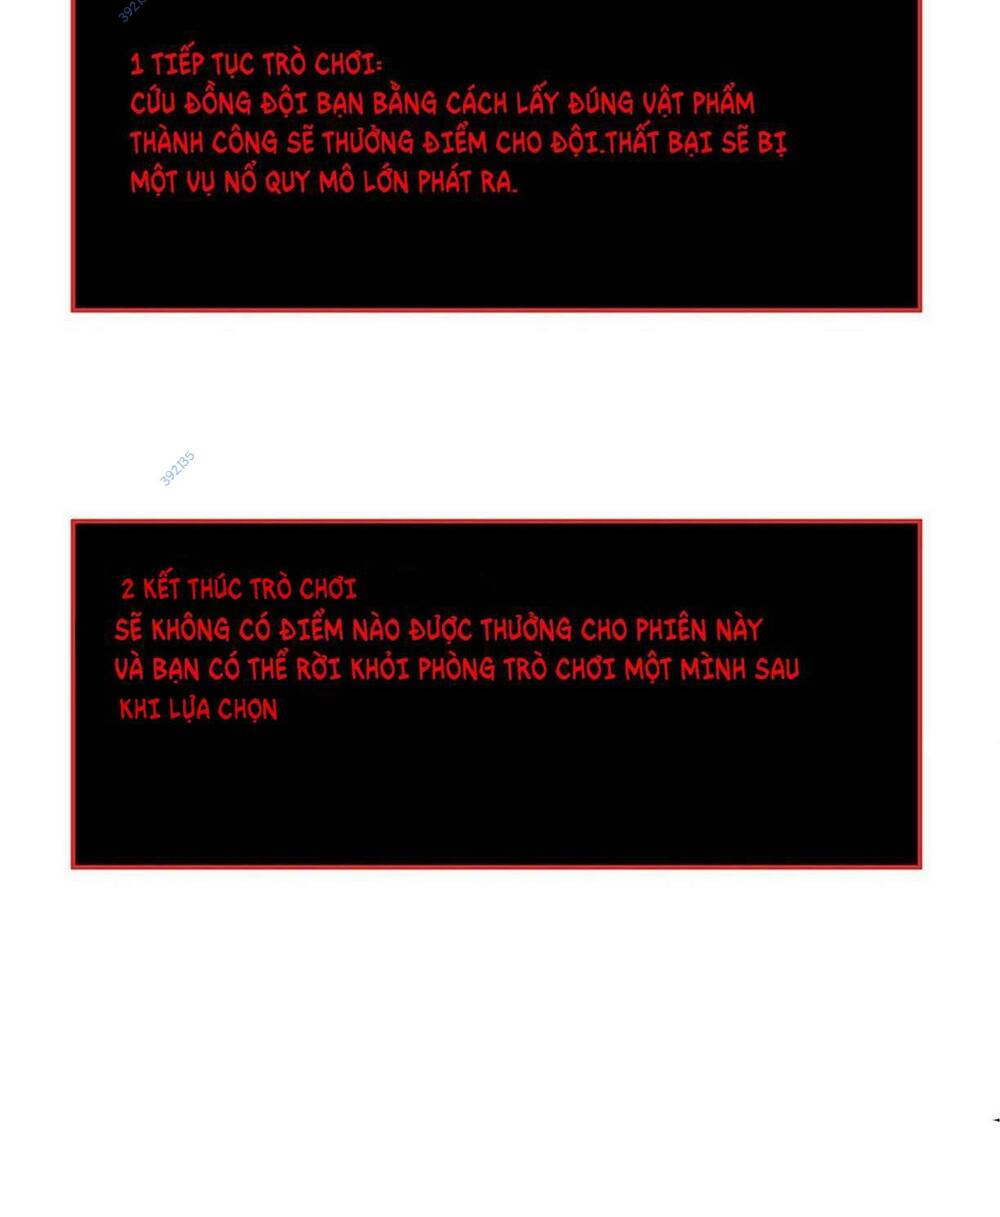 1 TIẾP TỤC TRÒ CHƠI:
CỨU ĐỒNG ĐỘI BẠN BẰNG CÁCH LẤY ĐÚNG VẬT PHẨM
THÀNH CÔNG SẼ THƯỞNG ĐIỂM CHO ĐỘI.THẤT BẠI SẼ BỊ
MỘT VỤ NỔ QUY MÔ LỚN PHÁT RA.
392135
2 KẾT THÚC TRÒ CHƠI
SẼ KHÔNG CÓ ĐIỂM NÀO ĐƯỢC THƯỞNG CHO PHIÊN NÀY
VÀ BẠN CÓ THỂ RỜI KHỎI PHÒNG TRÒ CHƠI MỘT MÌNH SAU
KHI LỰA CHỌN